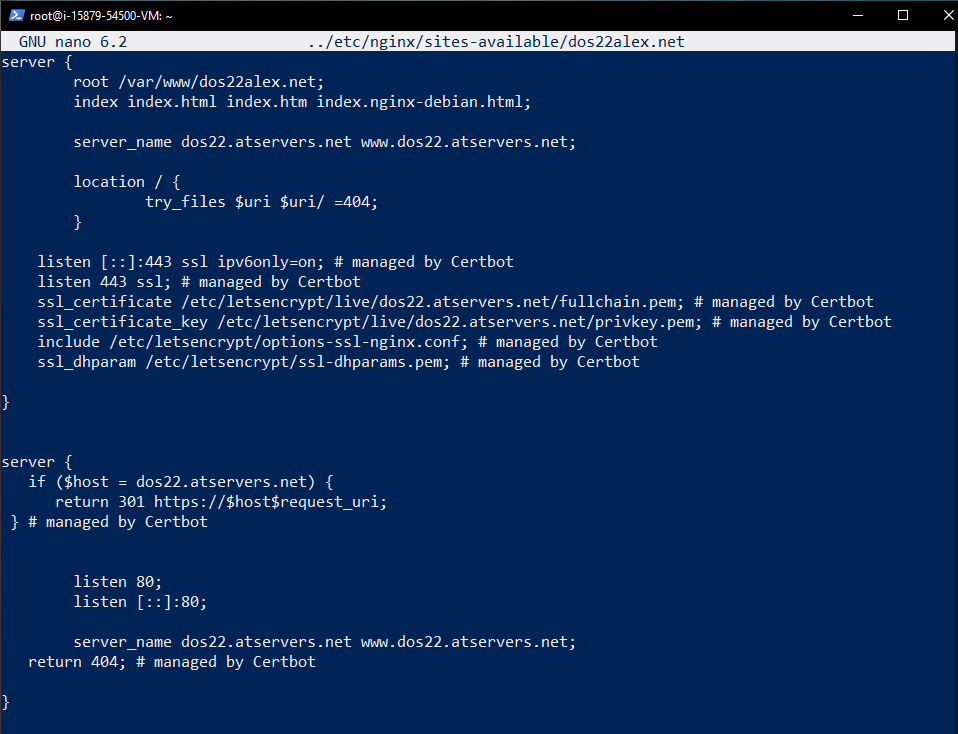 root@i-15879-54500-VM: ~
GNU nano 6.2 ../etc/nginx/sites-available/dos22alex.net
server {
        root /var/www/dos22alex.net;
        index index.html index.htm index.nginx-debian.html;
        server_name dos22.atservers.net www.dos22.atservers.net;
        location / {
                try_files $uri $uri/ =404;
        }
    listen [::]:443 ssl ipv6only=on; # managed by Certbot
    listen 443 ssl; # managed by Certbot
    ssl_certificate /etc/letsencrypt/live/dos22.atservers.net/fullchain.pem; # managed by Certbot
    ssl_certificate_key /etc/letsencrypt/live/dos22.atservers.net/privkey.pem; # managed by Certbot
    include /etc/letsencrypt/options-ssl-nginx.conf; # managed by Certbot
    ssl_dhparam /etc/letsencrypt/ssl-dhparams.pem; # managed by Certbot
}
server {
   if ($host = dos22.atservers.net) {
      return 301 https://$host$request_uri;
 } # managed by Certbot
        listen 80;
        listen [::]:80;
        server_name dos22.atservers.net www.dos22.atservers.net;
   return 404; # managed by Certbot
}